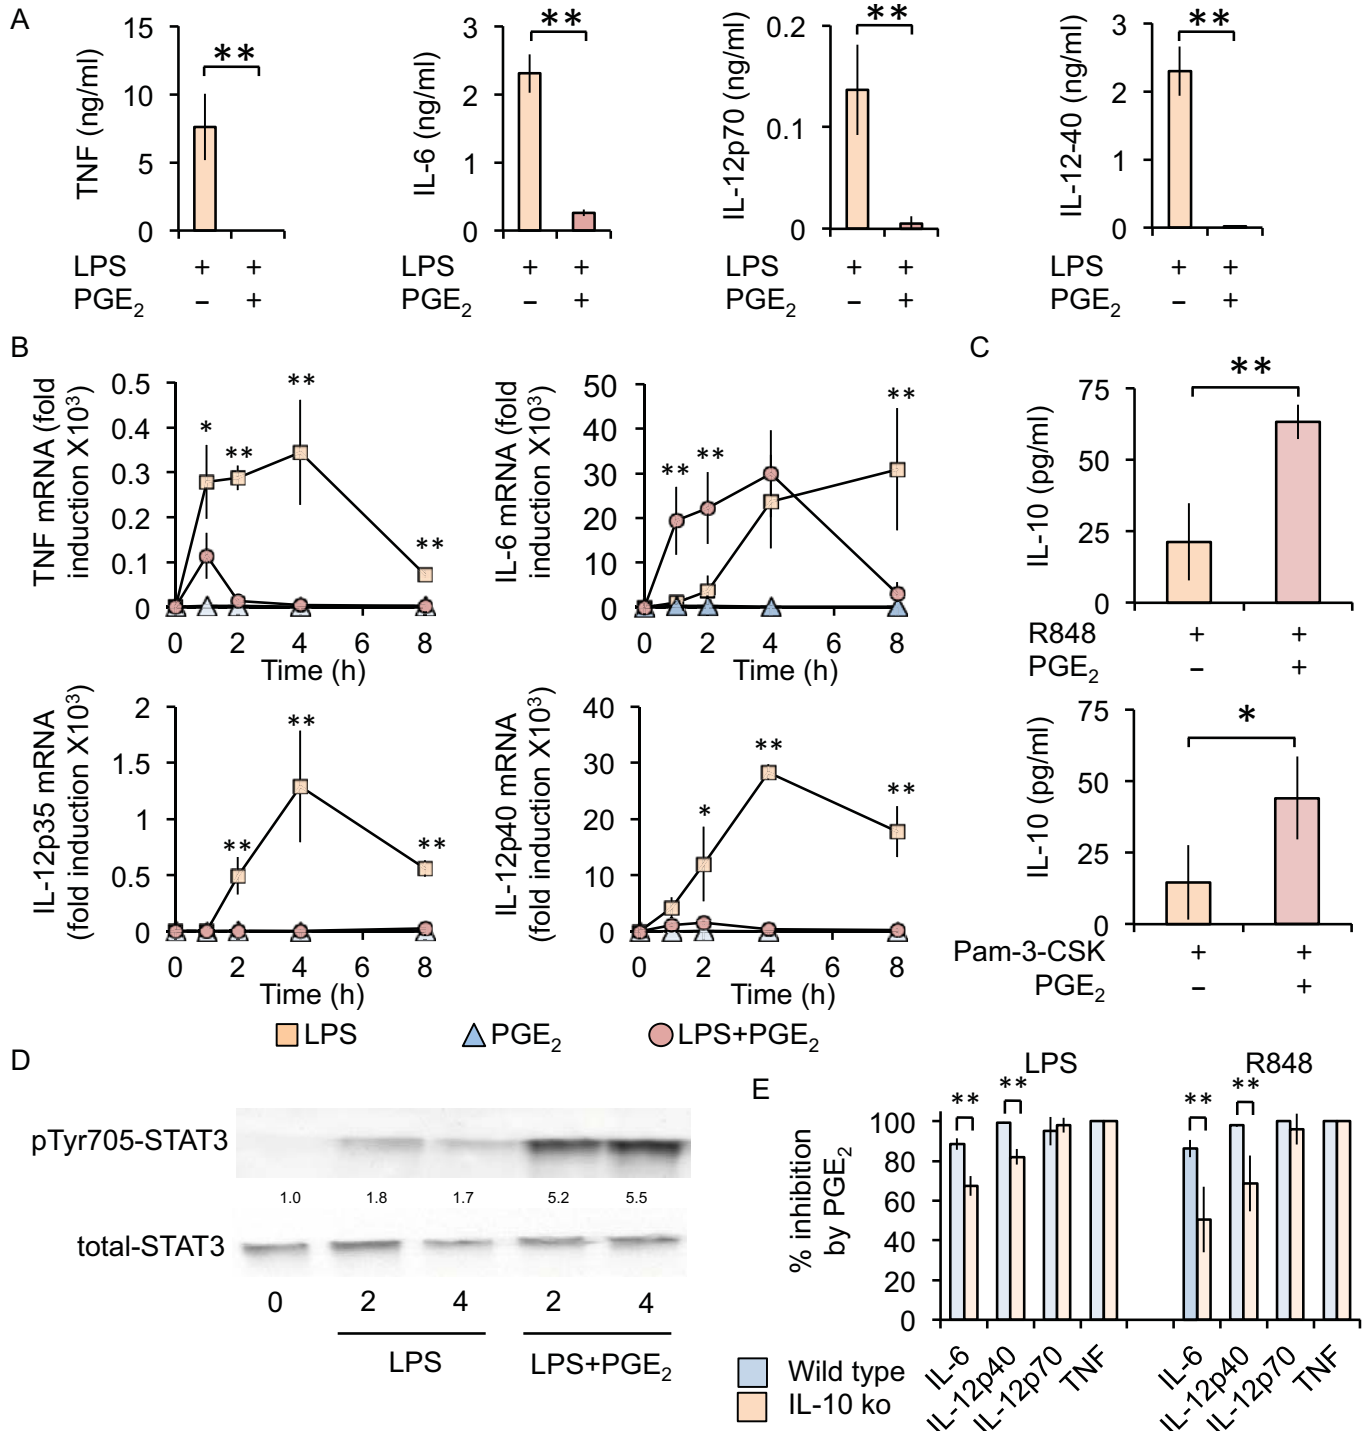 A
TNF (ng/ml)
15
10
5
0
**
LPS + +
PGE2 – +
IL-6 (ng/ml)
3
2
1
0
**
LPS + +
PGE2 – +
IL-12p70 (ng/ml)
0.2
0.1
0
**
LPS + +
PGE2 – +
IL-12-40 (ng/ml)
3
2
1
0
**
LPS + +
PGE2 – +
B
TNF mRNA (fold
induction X10³)
0.5
0.4
0.3
0.2
0.1
0
* ** ** **
0 2 4 6 8
Time (h)
IL-6 mRNA (fold
induction X10³)
50
40
30
20
10
0
** ** **
0 2 4 6 8
Time (h)
IL-12p35 mRNA
(fold induction X10³)
2
1.5
1
0.5
0
** ** **
0 2 4 6 8
Time (h)
IL-12p40 mRNA
(fold induction X10³)
40
30
20
10
0
* ** **
0 2 4 6 8
Time (h)
LPS PGE2 LPS+PGE2
C
IL-10 (pg/ml)
75
50
25
0
**
R848 + +
PGE2 – +
IL-10 (pg/ml)
75
50
25
0
*
Pam-3-CSK + +
PGE2 – +
D
pTyr705-STAT3
1.0 1.8 1.7 5.2 5.5
total-STAT3
0 2 4 2 4
LPS LPS+PGE2
E
LPS R848
% inhibition
by PGE2
100
80
60
40
20
0
** ** ** **
IL-6 IL-12p40 IL-12p70 TNF IL-6 IL-12p40 IL-12p70 TNF
Wild type
IL-10 ko